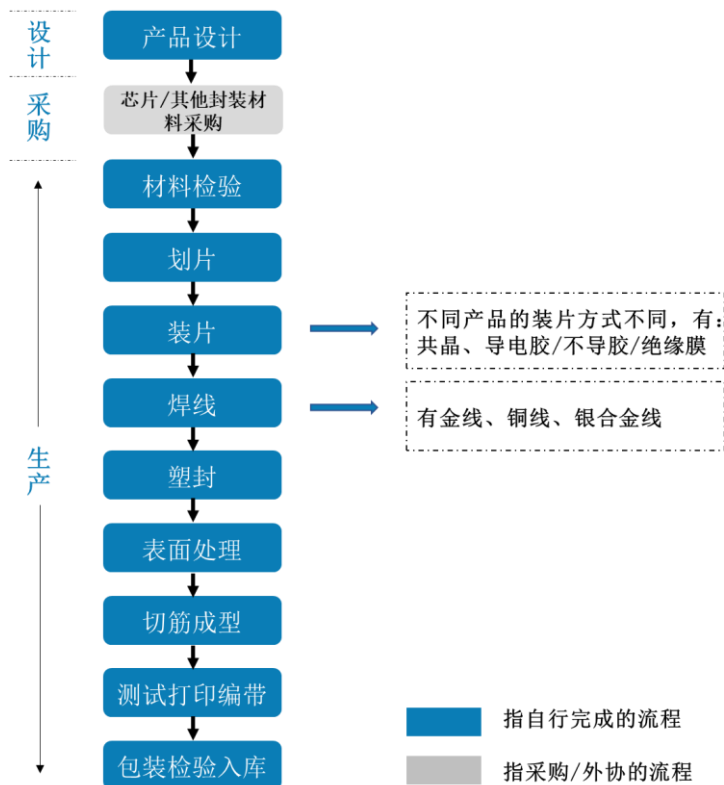 设计
产品设计
采购
芯片/其他封装材
料采购
生产
材料检验
划片
装片
不同产品的装片方式不同，有：
共晶、导电胶/不导胶/绝缘膜
焊线
有金线、铜线、银合金线
塑封
表面处理
切筋成型
测试打印编带
包装检验入库
指自行完成的流程
指采购/外协的流程